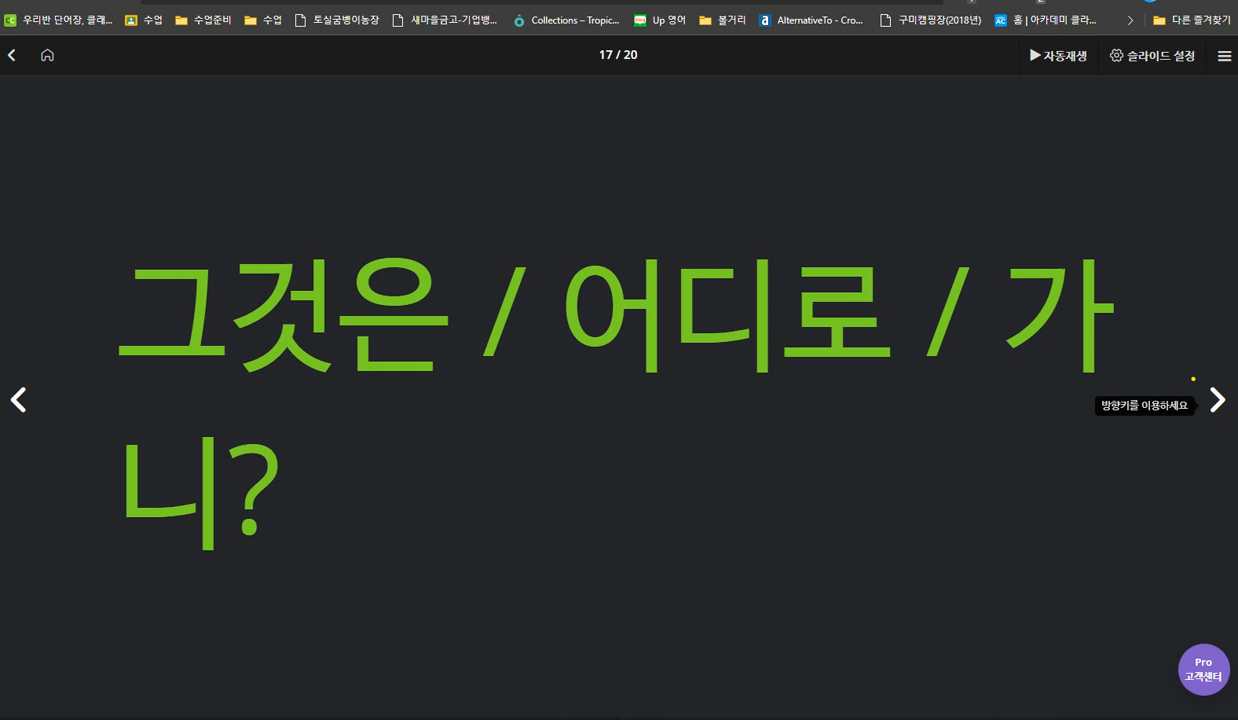 우리반 단어장, 클래... 수업 수업준비 수업 토실굼벵이농장 새마을금고-기업뱅... Collections – Tropic... Up 영어 볼거리 AlternativeTo - Cro... 구미캠핑장(2018년) 홈 | 아카데미 클라... 다른 즐겨찾기
17 / 20 자동재생 슬라이드 설정
그것은 / 어디로 / 가
니?
방향키를 이용하세요
Pro
고객센터